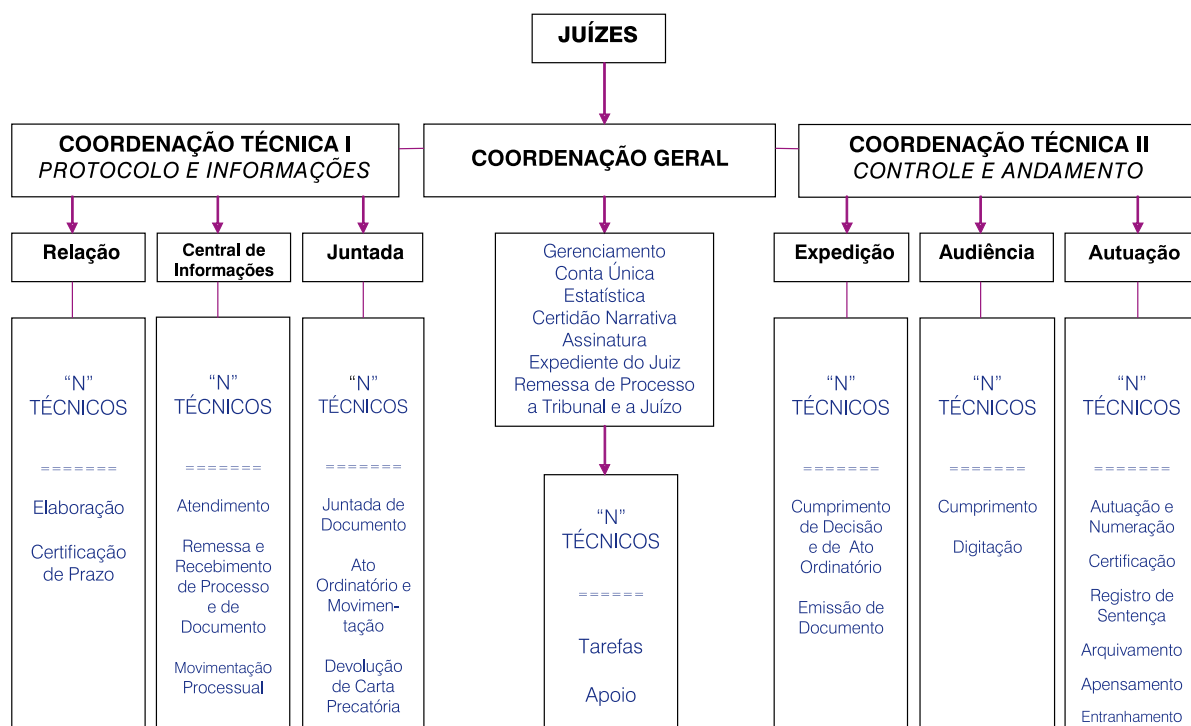 JUÍZES
COORDENAÇÃO TÉCNICA I
PROTOCOLO E INFORMAÇÕES
COORDENAÇÃO GERAL
COORDENAÇÃO TÉCNICA II
CONTROLE E ANDAMENTO
Relação
Central de
Informações
Juntada
Gerenciamento
Conta Única
Estatística
Certidão Narrativa
Assinatura
Expediente do Juiz
Remessa de Processo
a Tribunal e a Juízo
Expedição
Audiência
Autuação
“N”
TÉCNICOS
=======
Elaboração
Certificação
de Prazo
“N”
TÉCNICOS
=======
Atendimento
Remessa e
Recebimento
de Processo
e de
Documento
Movimentação
Processual
“N”
TÉCNICOS
=======
Juntada de
Documento
Ato
Ordinatório e
Movimen-
tação
Devolução
de Carta
Precatória
“N”
TÉCNICOS
======
Tarefas
Apoio
“N”
TÉCNICOS
=======
Cumprimento
de Decisão
e de Ato
Ordinatório
Emissão de
Documento
“N”
TÉCNICOS
=======
Cumprimento
Digitação
“N”
TÉCNICOS
=======
Autuação e
Numeração
Certificação
Registro de
Sentença
Arquivamento
Apensamento
Entranhamento